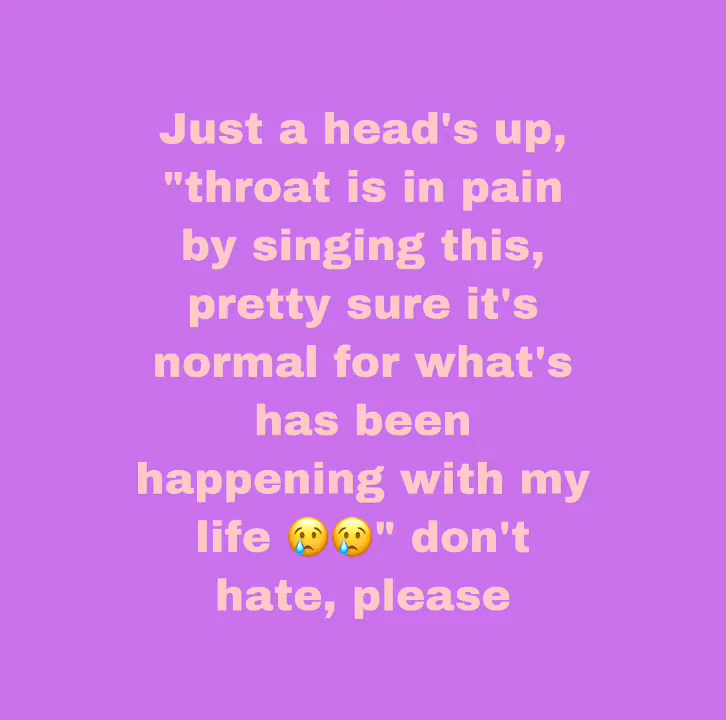 Just a head's up,
"throat is in pain
by singing this,
pretty sure it's
normal for what's
has been
happening with my
life 😢😢" don't
hate, please